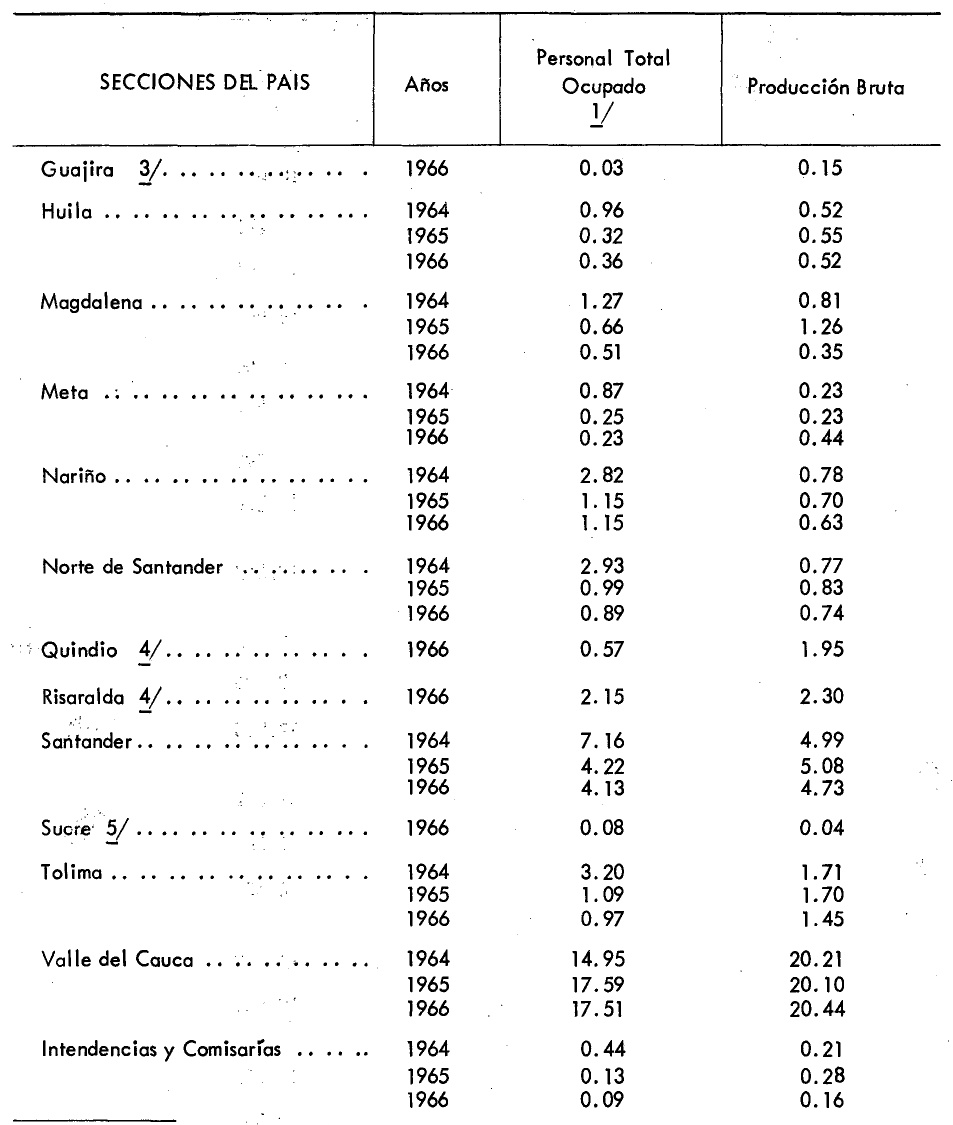 SECCIONES DEL PAIS Años Personal Total Ocupado 1/ Producción Bruta
Guajira 3/. .. .. .. .. .. .. . 1966 0.03 0.15
Huila .. .. .. .. .. .. .. .. .. . 1964 0.96 0.52
1965 0.32 0.55
1966 0.36 0.52
Magdalena .. .. .. .. .. .. .. . 1964 1.27 0.81
1965 0.66 1.26
1966 0.51 0.35
Meta .. .. .. .. .. .. .. .. .. . 1964 0.87 0.23
1965 0.25 0.23
1966 0.23 0.44
Nariño .. .. .. .. .. .. .. .. .. 1964 2.82 0.78
1965 1.15 0.70
1966 1.15 0.63
Norte de Santander .. .. .. .. . 1964 2.93 0.77
1965 0.99 0.83
1966 0.89 0.74
Quindio 4/.. .. .. .. .. .. .. . 1966 0.57 1.95
Risaralda 4/.. .. .. .. .. .. .. . 1966 2.15 2.30
Santander.. .. .. .. .. .. .. .. . 1964 7.16 4.99
1965 4.22 5.08
1966 4.13 4.73
Sucre 5/ .. .. .. .. .. .. .. .. . 1966 0.08 0.04
Tolima .. .. .. .. .. .. .. .. .. 1964 3.20 1.71
1965 1.09 1.70
1966 0.97 1.45
Valle del Cauca .. .. .. .. .. .. 1964 14.95 20.21
1965 17.59 20.10
1966 17.51 20.44
Intendencias y Comisarías .. .. .. 1964 0.44 0.21
1965 0.13 0.28
1966 0.09 0.16